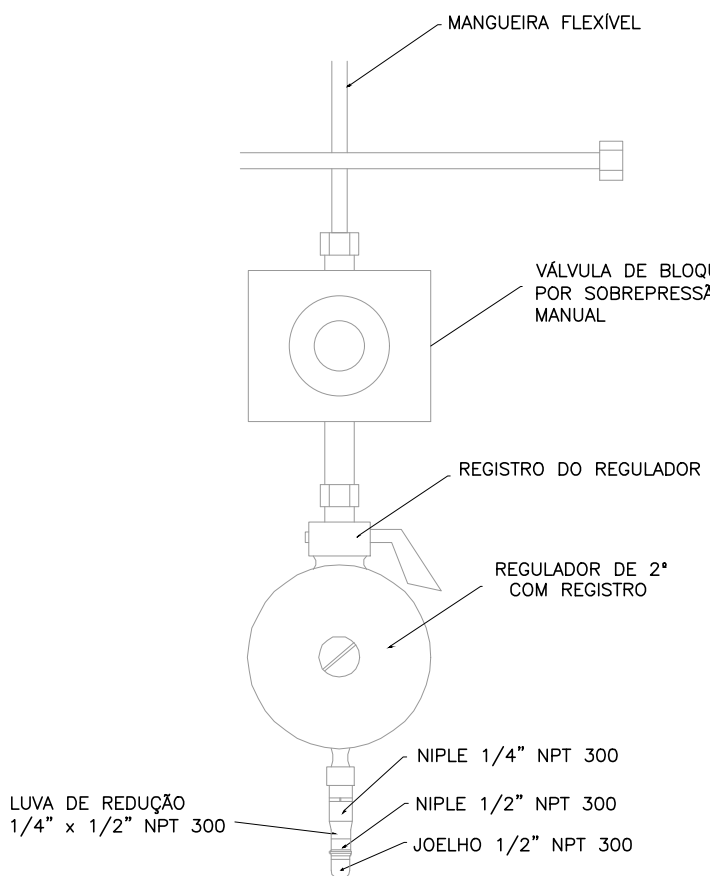 MANGUEIRA FLEXÍVEL
VÁLVULA DE
POR
MANUAL
REGISTRO DO REGULADOR
REGULADOR DE 2º
COM REGISTRO
NIPLE 1/4" NPT 300
LUVA DE REDUÇÃO
1/4" x 1/2" NPT 300
NIPLE 1/2" NPT 300
JOELHO 1/2" NPT 300